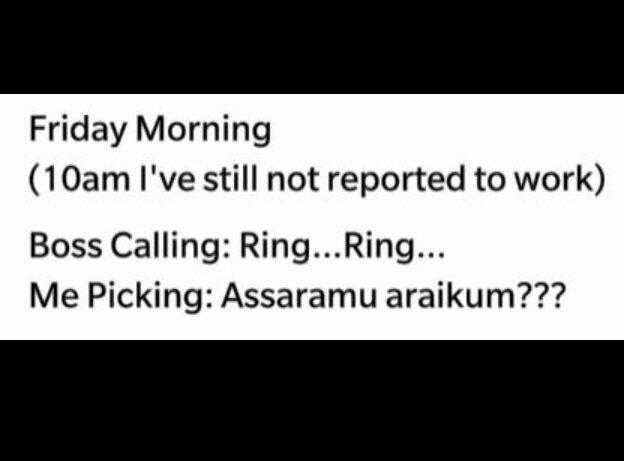 Friday Morning
(10am I've still not reported to work)
Boss Calling: Ring...Ring...
Me Picking: Assaramu araikum???